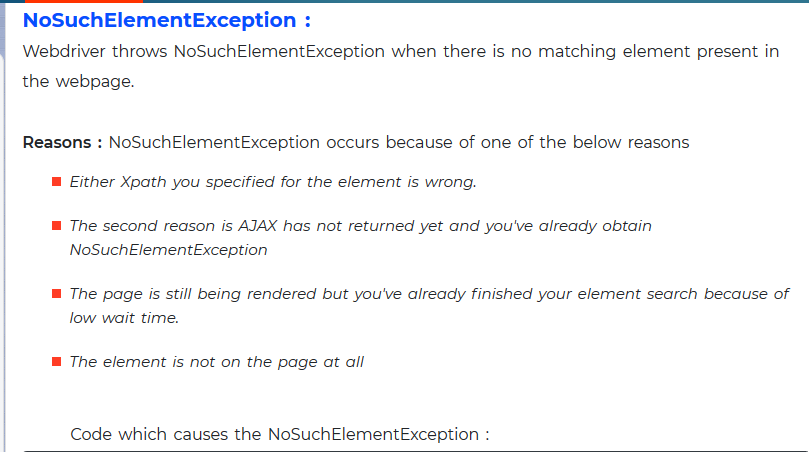 NoSuchElementException :
Webdriver throws NoSuchElementException when there is no matching element present in
the webpage.
Reasons : NoSuchElementException occurs because of one of the below reasons
Either Xpath you specified for the element is wrong.
The second reason is AJAX has not returned yet and you've already obtain
NoSuchElementException
The page is still being rendered but you've already finished your element search because of
low wait time.
The element is not on the page at all
Code which causes the NoSuchElementException :